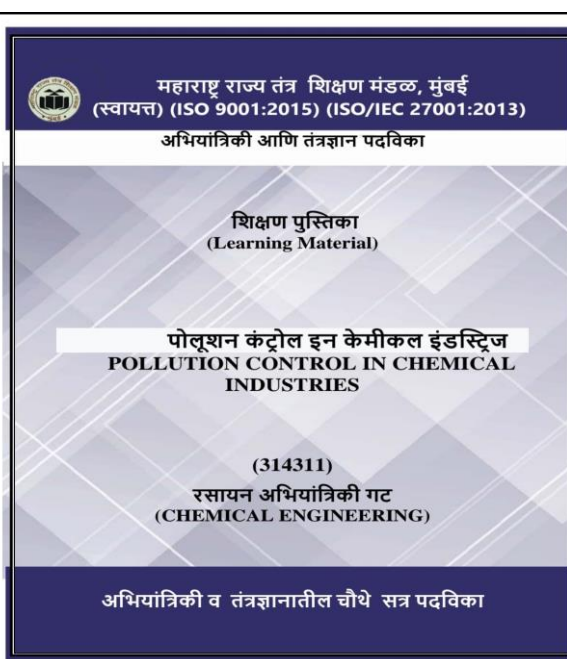 महाराष्ट्र राज्य तंत्र शिक्षण मंडळ, मुंबई
(स्वायत्त) (ISO 9001:2015) (ISO/IEC 27001:2013)
अभियांत्रिकी आणि तंत्रज्ञान पदविका
शिक्षण पुस्तिका
(Learning Material)
पोलूशन कंट्रोल इन केमीकल इंडस्ट्रिज
POLLUTION CONTROL IN CHEMICAL
INDUSTRIES
(314311)
रसायन अभियांत्रिकी गट
(CHEMICAL ENGINEERING)
अभियांत्रिकी व तंत्रज्ञानातील चौथे सत्र पदविका